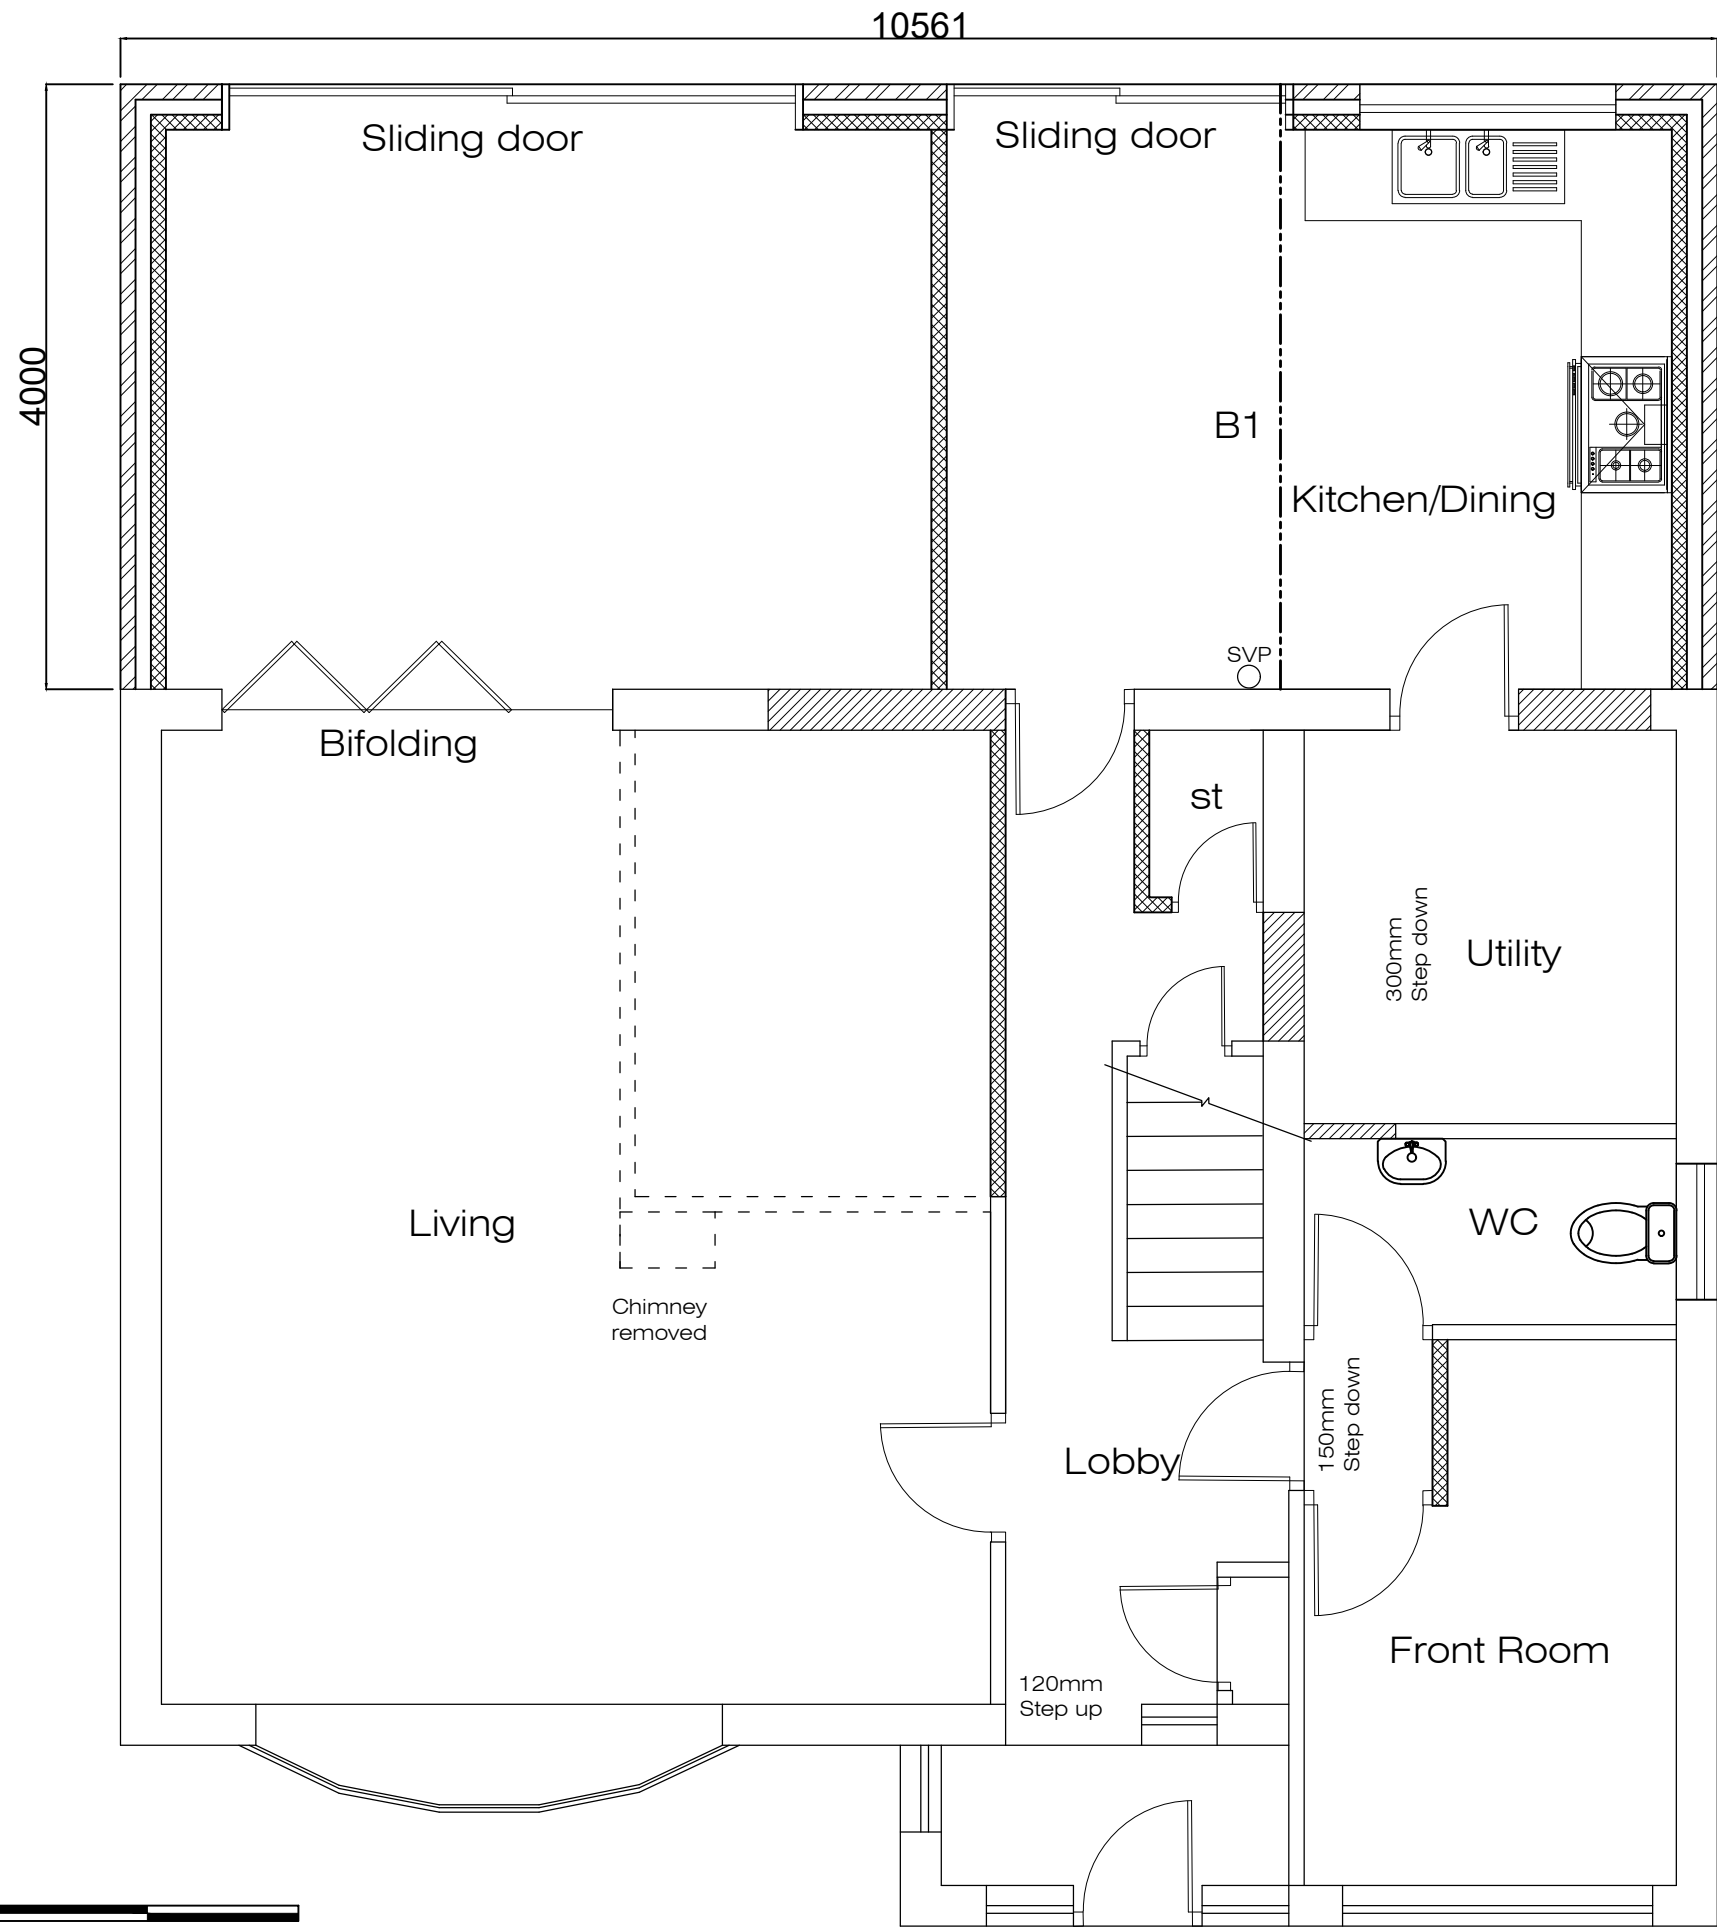 10561
Sliding door
Sliding door
4000
B1
Kitchen/Dining
SVP
Bifolding
st
300mm
Step down
Utility
Living
WC
Chimney
removed
150mm
Step down
Lobby
Front Room
120mm
Step up